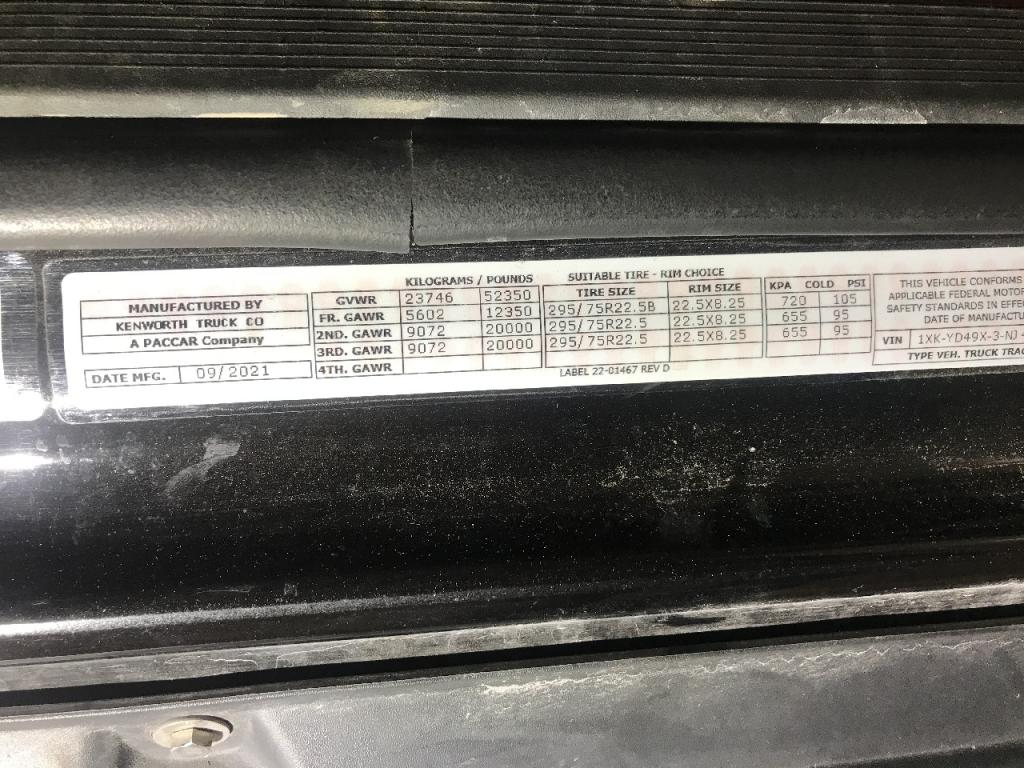 MANUFACTURED BY
KENWORTH TRUCK CO
A PACCAR Company
DATE MFG. 09/2021
KILOGRAMS / POUNDS
GVWR 23746 52350
FR. GAWR 5602 12350
2ND. GAWR 9072 20000
3RD. GAWR 9072 20000
4TH. GAWR
SUITABLE TIRE - RIM CHOICE
TIRE SIZE RIM SIZE
295/75R22.5B 22.5X8.25
295/75R22.5 22.5X8.25
295/75R22.5 22.5X8.25
LABEL 22-01467 REV D
KPA COLD PSI
720 105
655 95
655 95
THIS VEHICLE CONFORMS
APPLICABLE FEDERAL MOTOR
SAFETY STANDARDS IN EFFE
DATE OF MANUFACTU
VIN 1XK-YD49X-3-NJ
TYPE VEH. TRUCK TRAC